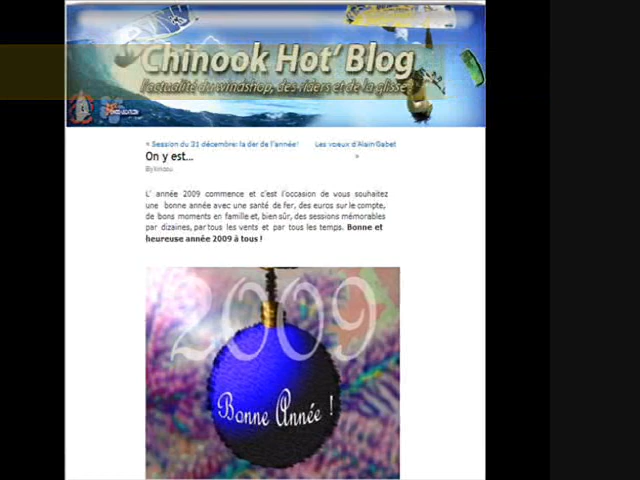 Chinook Hot' Blog
l'actualité du windshop, des riders et de la glisse
« Session du 31 décembre: la der de l'année! Les voeux d'Alain Gabet »
On y est...
By
L' année 2009 commence et c'est l'occasion de vous souhaitez
une bonne année avec une santé de fer, des euros sur le compte,
de bons moments en famille et, bien sûr, des sessions mémorables
par dizaines, par tous les vents et par tous les temps. Bonne et
heureuse année 2009 à tous !
2009
Bonne Année !